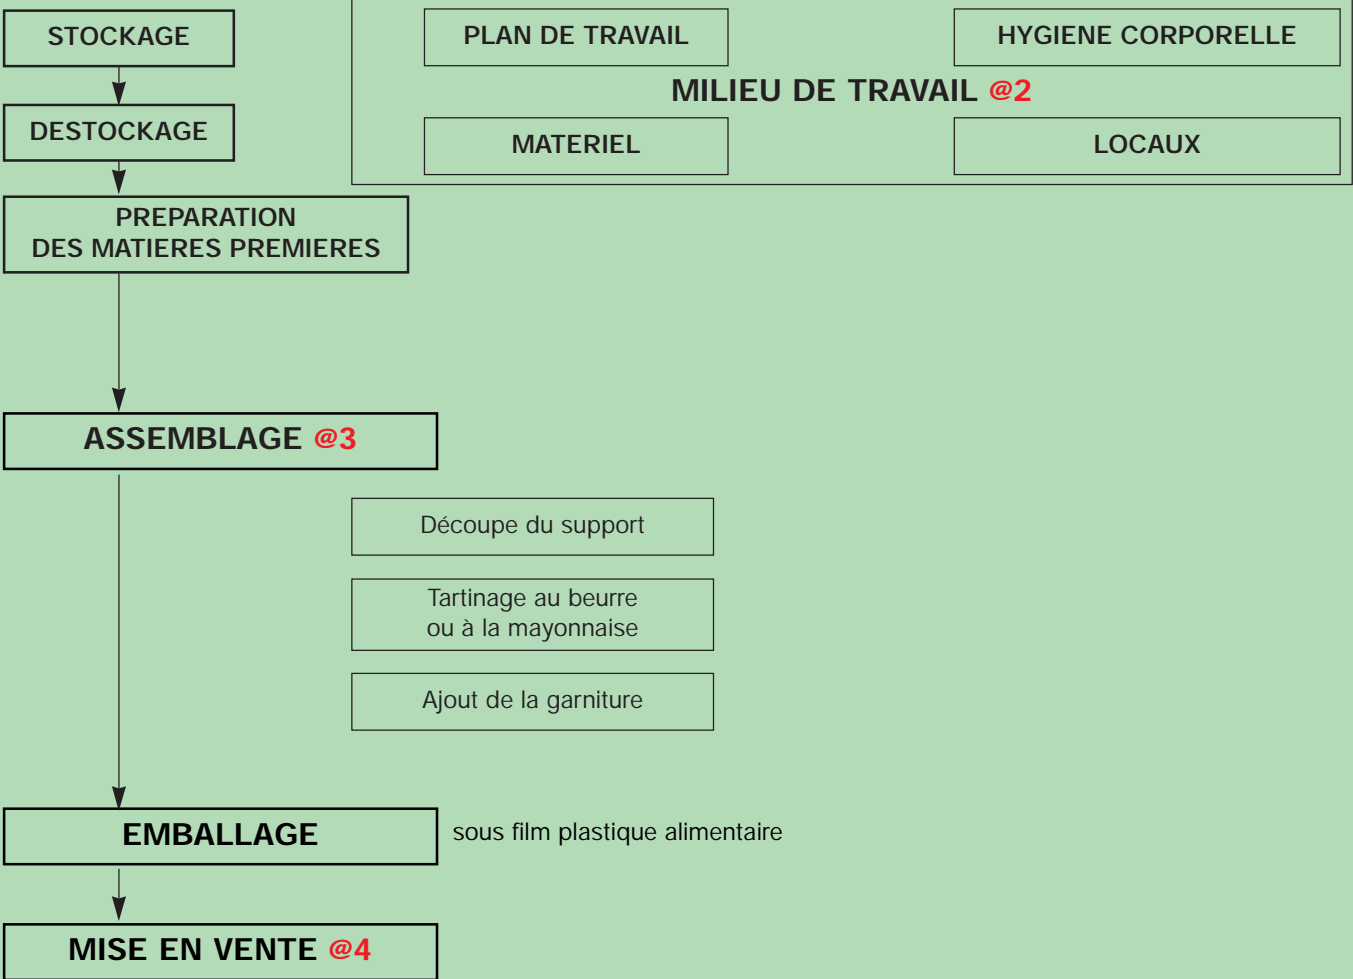 STOCKAGE
PLAN DE TRAVAIL
HYGIENE CORPORELLE
MILIEU DE TRAVAIL @2
DESTOCKAGE
MATERIEL
LOCAUX
PREPARATION
DES MATIERES PREMIERES
ASSEMBLAGE @3
Découpe du support
Tartinage au beurre
ou à la mayonnaise
Ajout de la garniture
EMBALLAGE
sous film plastique alimentaire
MISE EN VENTE @4